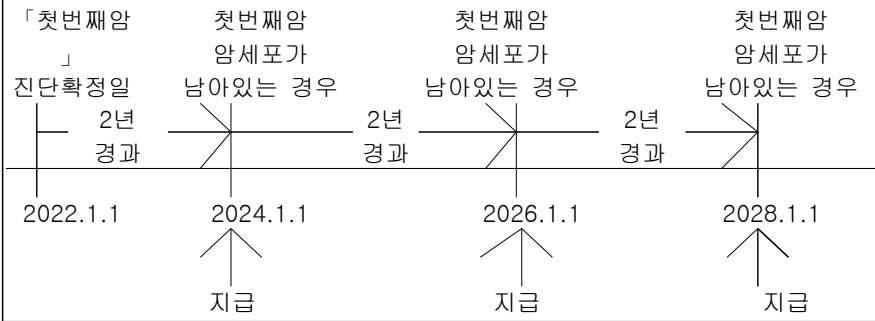 「첫번째암 첫번째암 첫번째암 첫번째암
」 암세포가 암세포가 암세포가
진단확정일 남아있는 경우 남아있는 경우 남아있는 경우
2년 2년 2년
경과 경과 경과
2022.1.1 2024.1.1 2026.1.1 2028.1.1
지급 지급 지급